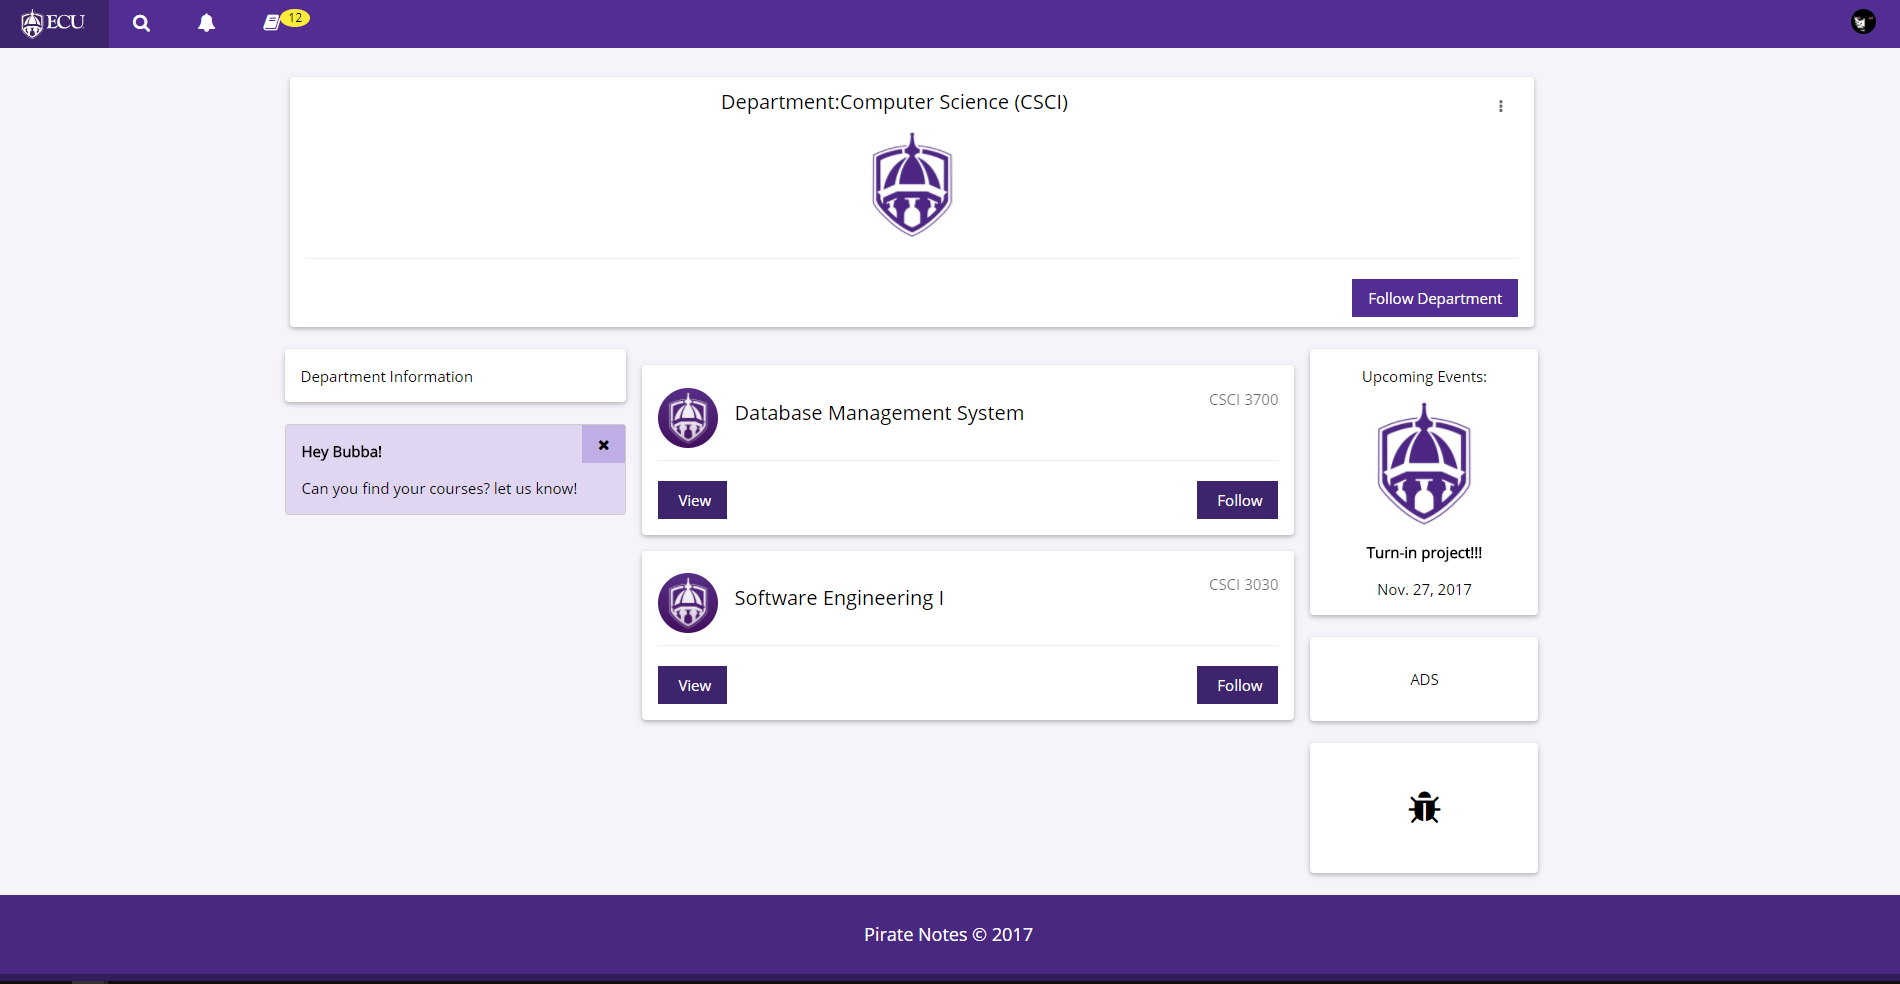 ECU
12
Department:Computer Science (CSCI)
Follow Department
Department Information
Hey Bubba!
Can you find your courses? let us know!
Database Management System
CSCI 3700
View
Follow
Software Engineering I
CSCI 3030
View
Follow
Upcoming Events:
Turn-in project!!!
Nov. 27, 2017
ADS
Pirate Notes © 2017